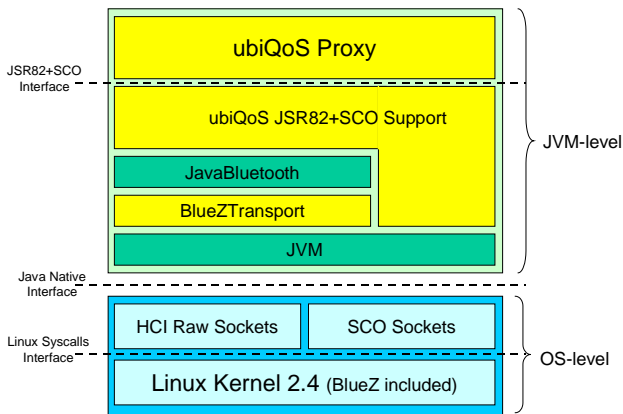 ubiQoS Proxy
JSR82+SCO
Interface
ubiQoS JSR82+SCO Support
JVM-level
JavaBluetooth
BlueZTransport
JVM
Java Native
Interface
HCI Raw Sockets
SCO Sockets
Linux Syscalls
Interface
OS-level
Linux Kernel 2.4 (BlueZ included)